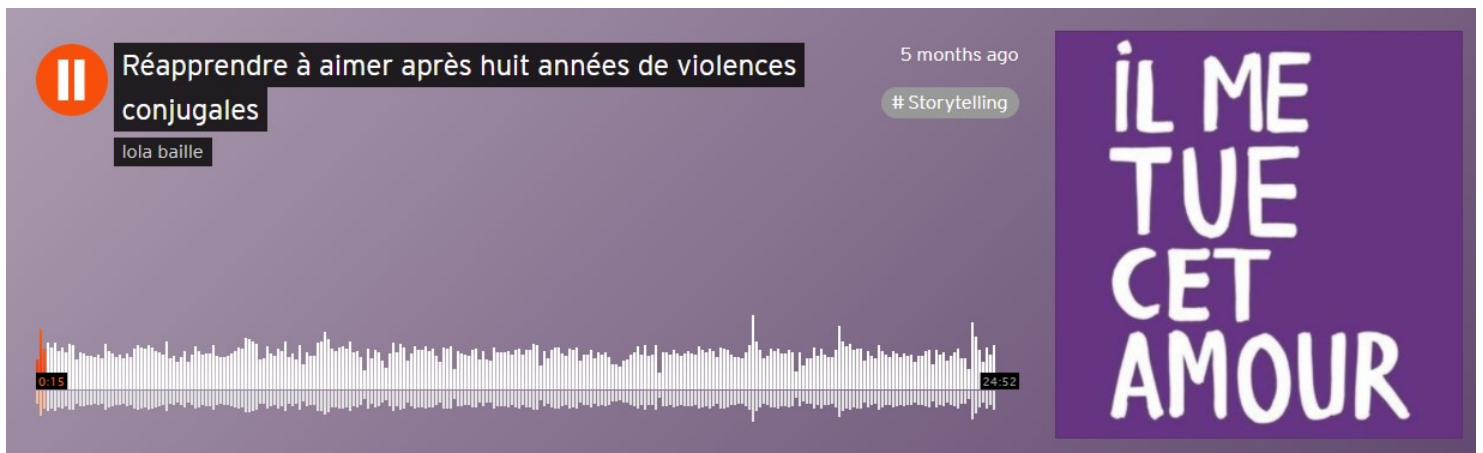 Réapprendre à aimer après huit années de violences
conjugales
lola baille
5 months ago
# Storytelling
0:15
24:52
iL ME
TUE
CET
AMOUR